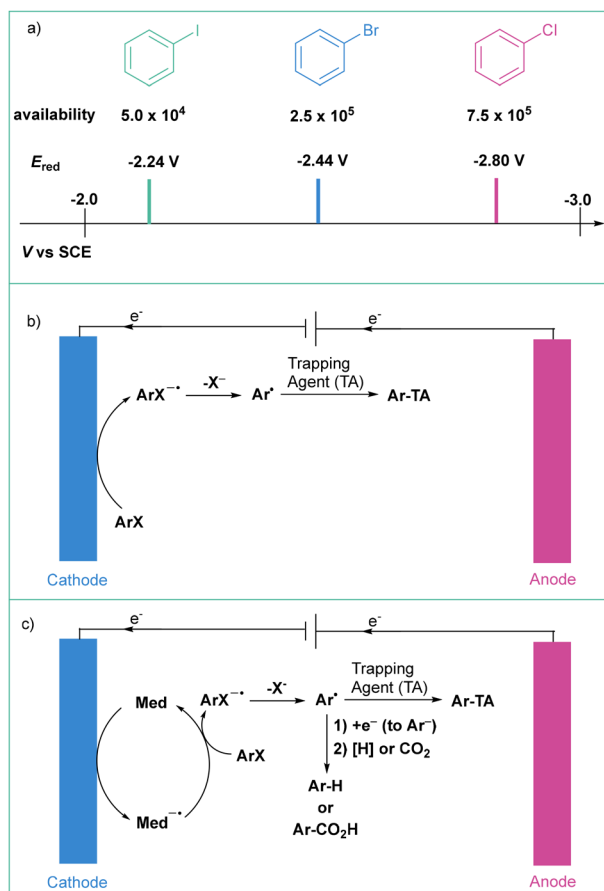 a)
I
Br
Cl
availability 5.0 x 10⁴ 2.5 x 10⁵ 7.5 x 10⁵
E_red -2.24 V -2.44 V -2.80 V
-2.0 -3.0
V vs SCE
b)
e⁻ e⁻
Trapping
Agent (TA)
ArX⁻• -X⁻ Ar• Ar-TA
ArX
Cathode Anode
c)
e⁻ e⁻
Trapping
Agent (TA)
Med ArX⁻• -X⁻ Ar• Ar-TA
1) +e⁻ (to Ar⁻)
2) [H] or CO₂
ArX
Ar-H
or
Ar-CO₂H
Med⁻•
Cathode Anode